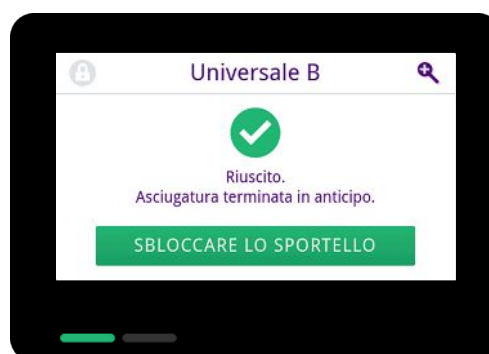 Universale B
Riuscito.
Asciugatura terminata in anticipo.
SBLOCCARE LO SPORTELLO